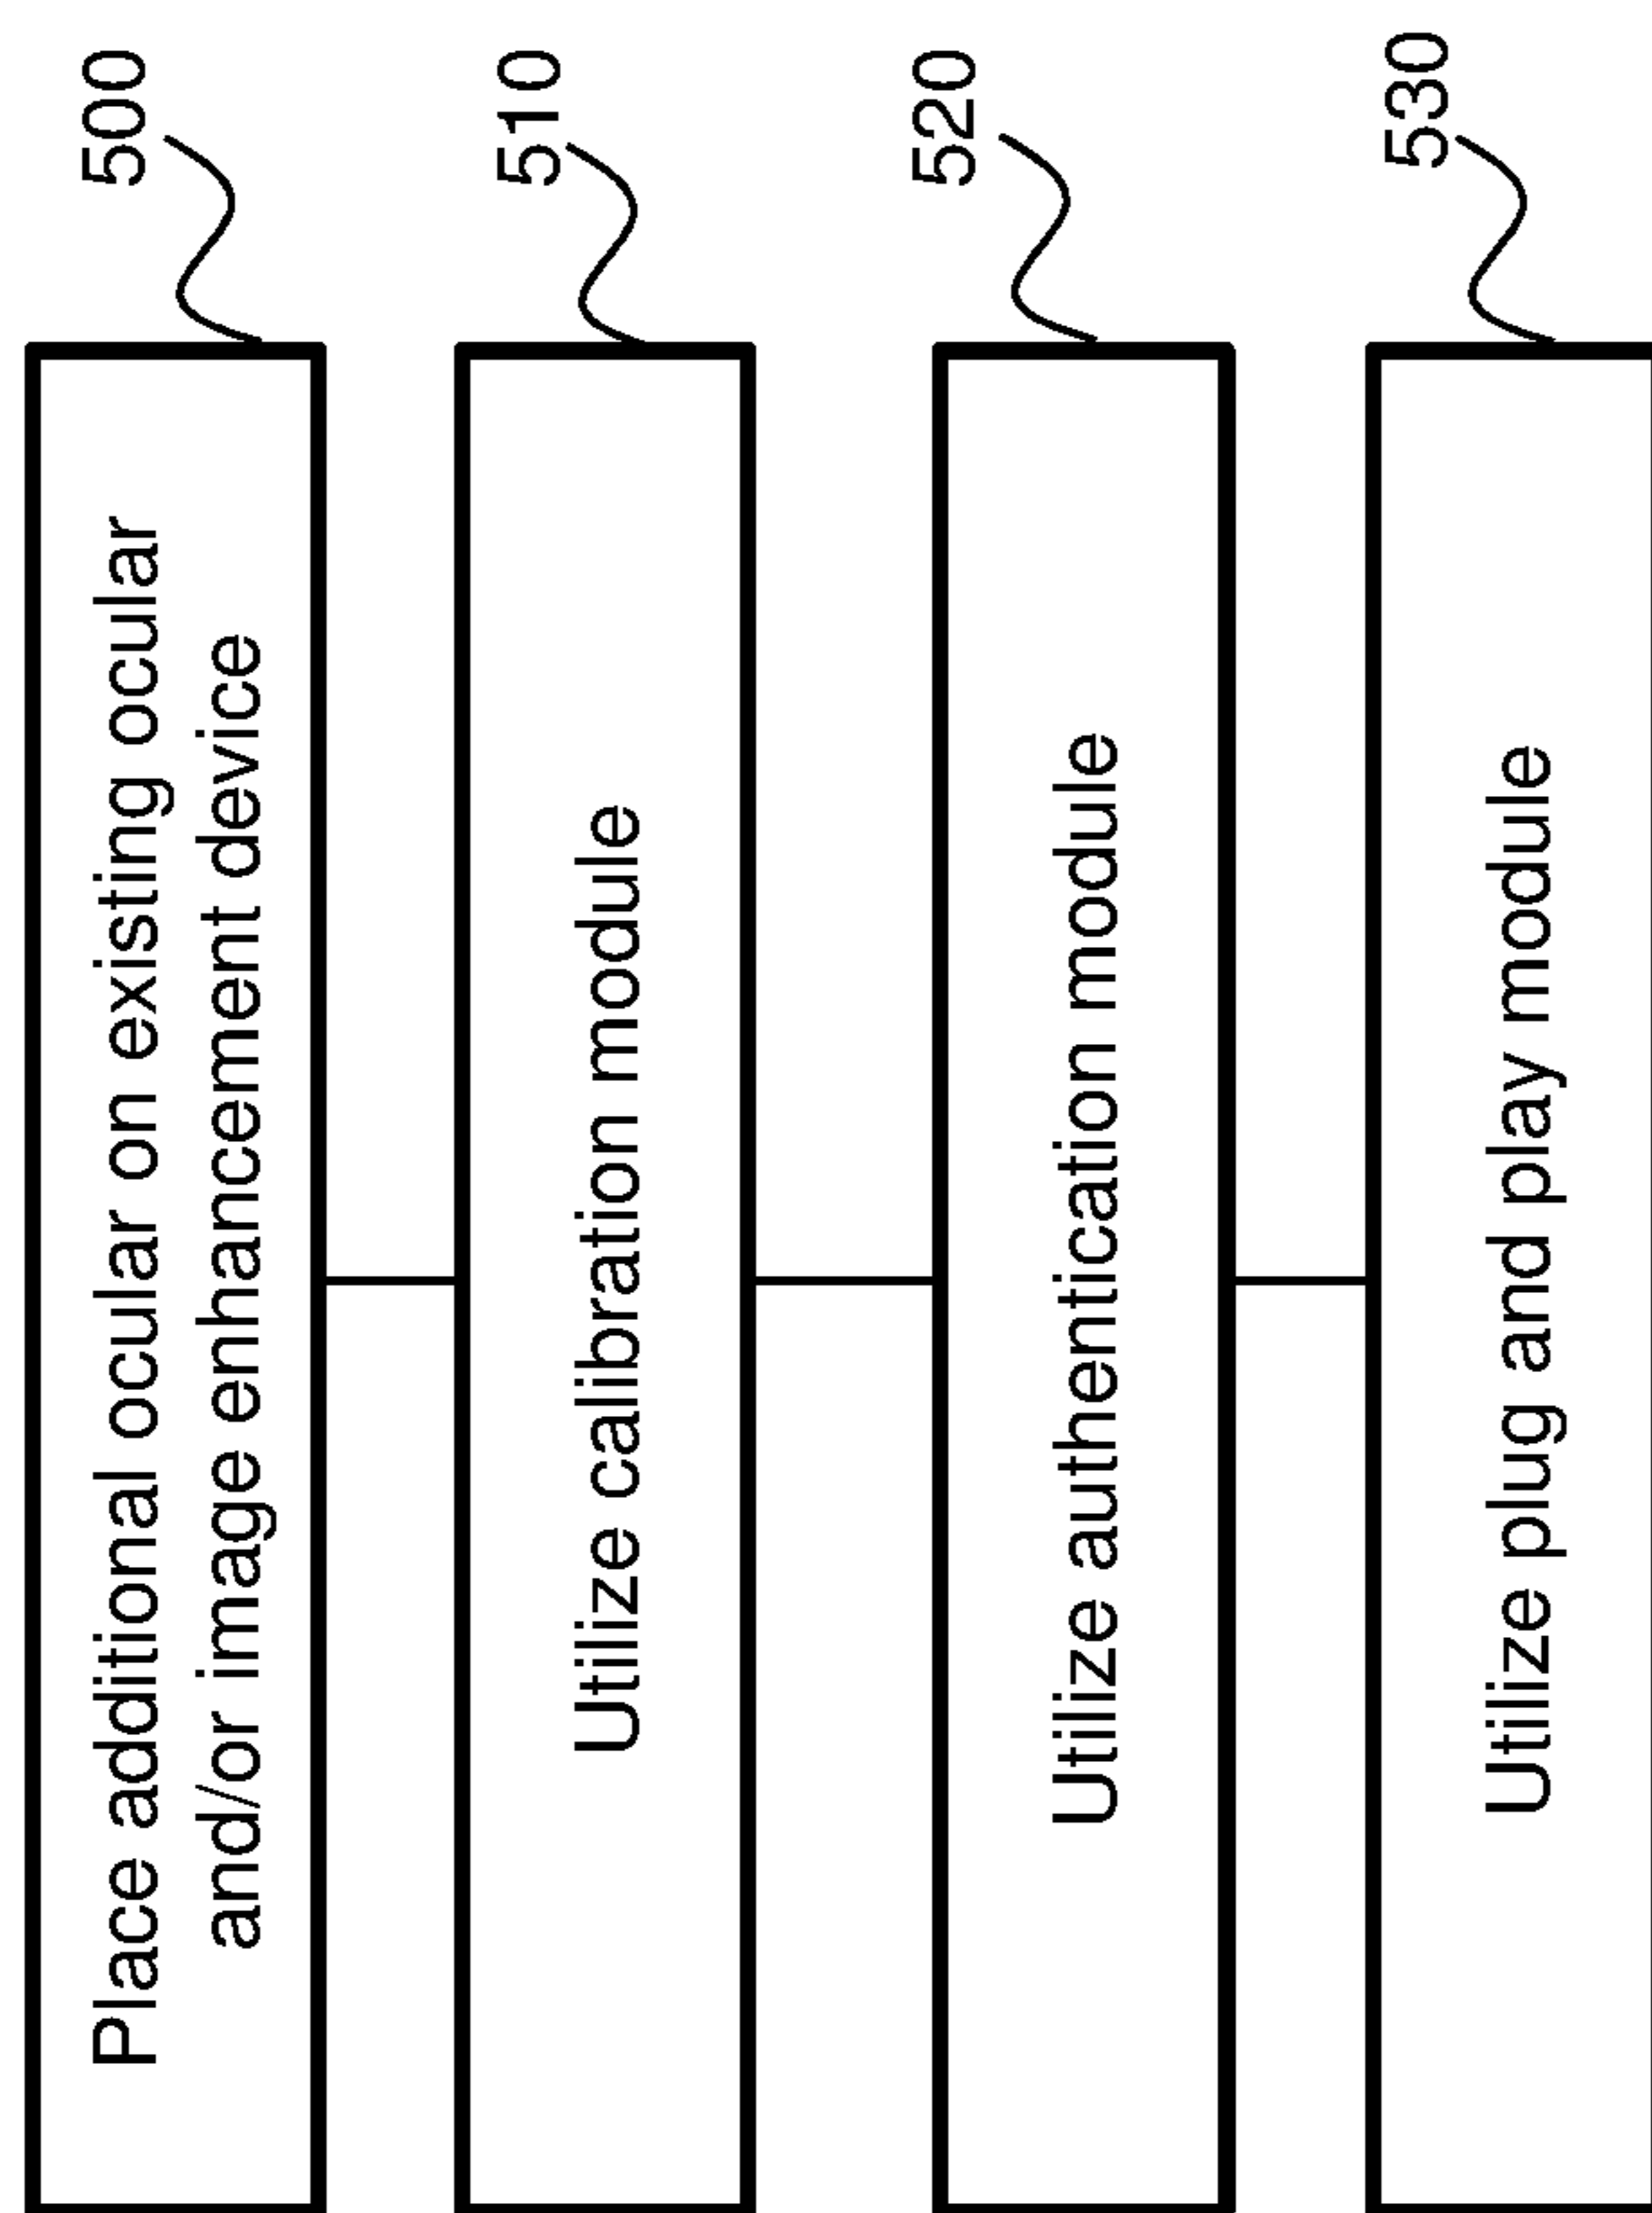 500
Place additional ocular on existing ocular
and/or image enhancement device
510
Utilize calibration module
520
Utilize authentication module
530
Utilize plug and play module